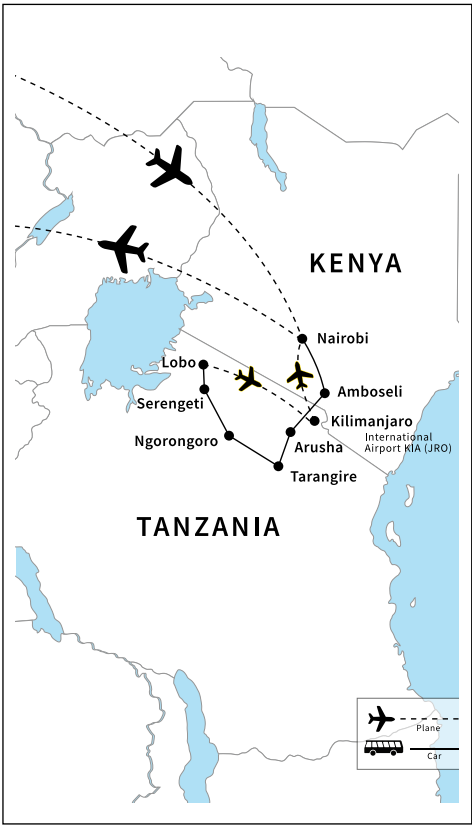 KENYA
Nairobi
Lobo
Amboseli
Serengeti
Kilimanjaro
International
Airport KIA (JRO)
Ngorongoro
Arusha
Tarangire
TANZANIA
Plane
Car